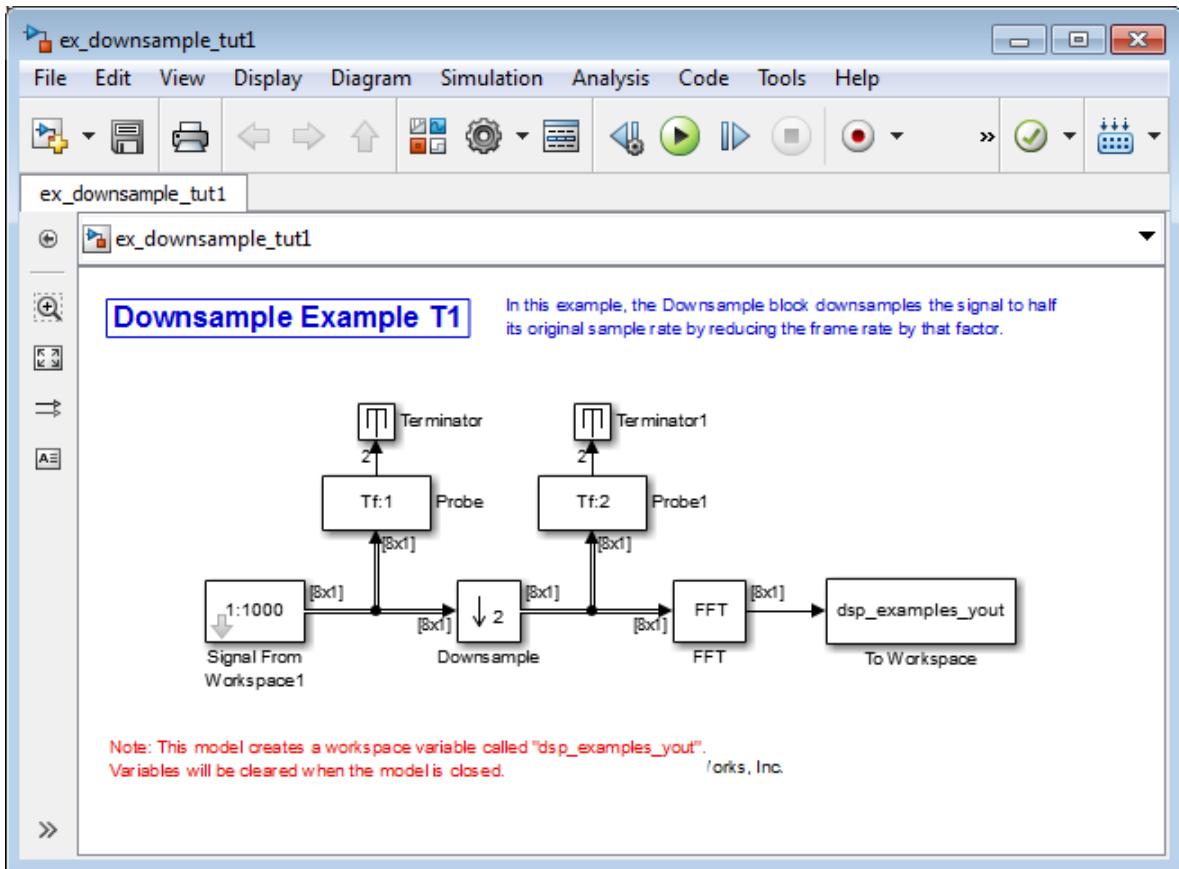 ex_downsample_tut1
File Edit View Display Diagram Simulation Analysis Code Tools Help
»
ex_downsample_tut1
ex_downsample_tut1
Downsample Example T1
In this example, the Downsample block downsamples the signal to half
its original sample rate by reducing the frame rate by that factor.
Terminator
Terminator1
2
2
Tf:1
Probe
Tf:2
Probe1
[8x1]
[8x1]
1:1000
[8x1]
[8x1]
↓ 2
[8x1]
[8x1]
FFT
[8x1]
dsp_examples_yout
Signal From
Workspace1
Downsample
FFT
To Workspace
Note: This model creates a workspace variable called "dsp_examples_yout".
Variables will be cleared when the model is closed.
Works, Inc.